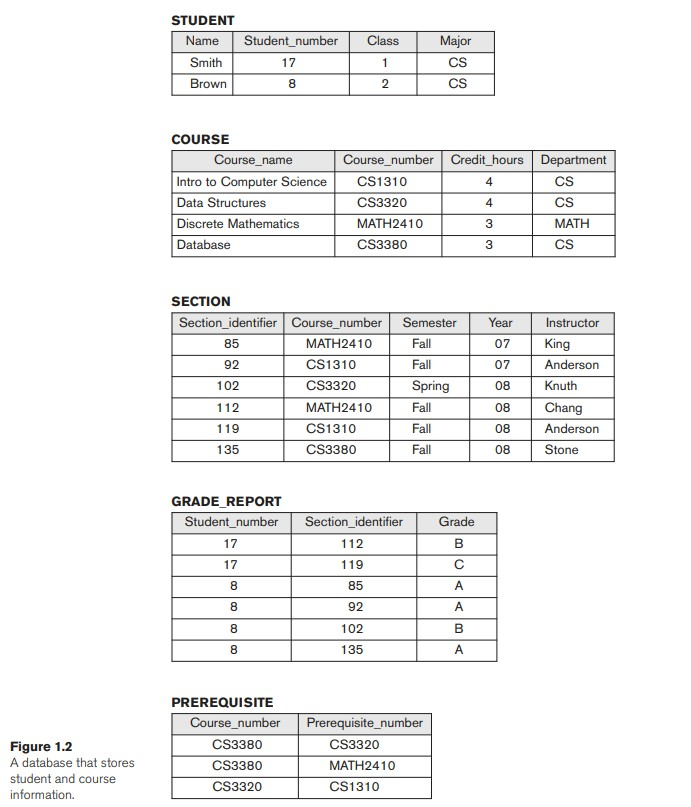 STUDENT
Name Student_number Class Major
Smith 17 1 CS
Brown 8 2 CS
COURSE
Course_name Course_number Credit_hours Department
Intro to Computer Science CS1310 4 CS
Data Structures CS3320 4 CS
Discrete Mathematics MATH2410 3 MATH
Database CS3380 3 CS
SECTION
Section_identifier Course_number Semester Year Instructor
85 MATH2410 Fall 07 King
92 CS1310 Fall 07 Anderson
102 CS3320 Spring 08 Knuth
112 MATH2410 Fall 08 Chang
119 CS1310 Fall 08 Anderson
135 CS3380 Fall 08 Stone
GRADE_REPORT
Student_number Section_identifier Grade
17 112 B
17 119 C
8 85 A
8 92 A
8 102 B
8 135 A
PREREQUISITE
Course_number Prerequisite_number
CS3380 CS3320
CS3380 MATH2410
CS3320 CS1310
Figure 1.2
A database that stores
student and course
information.